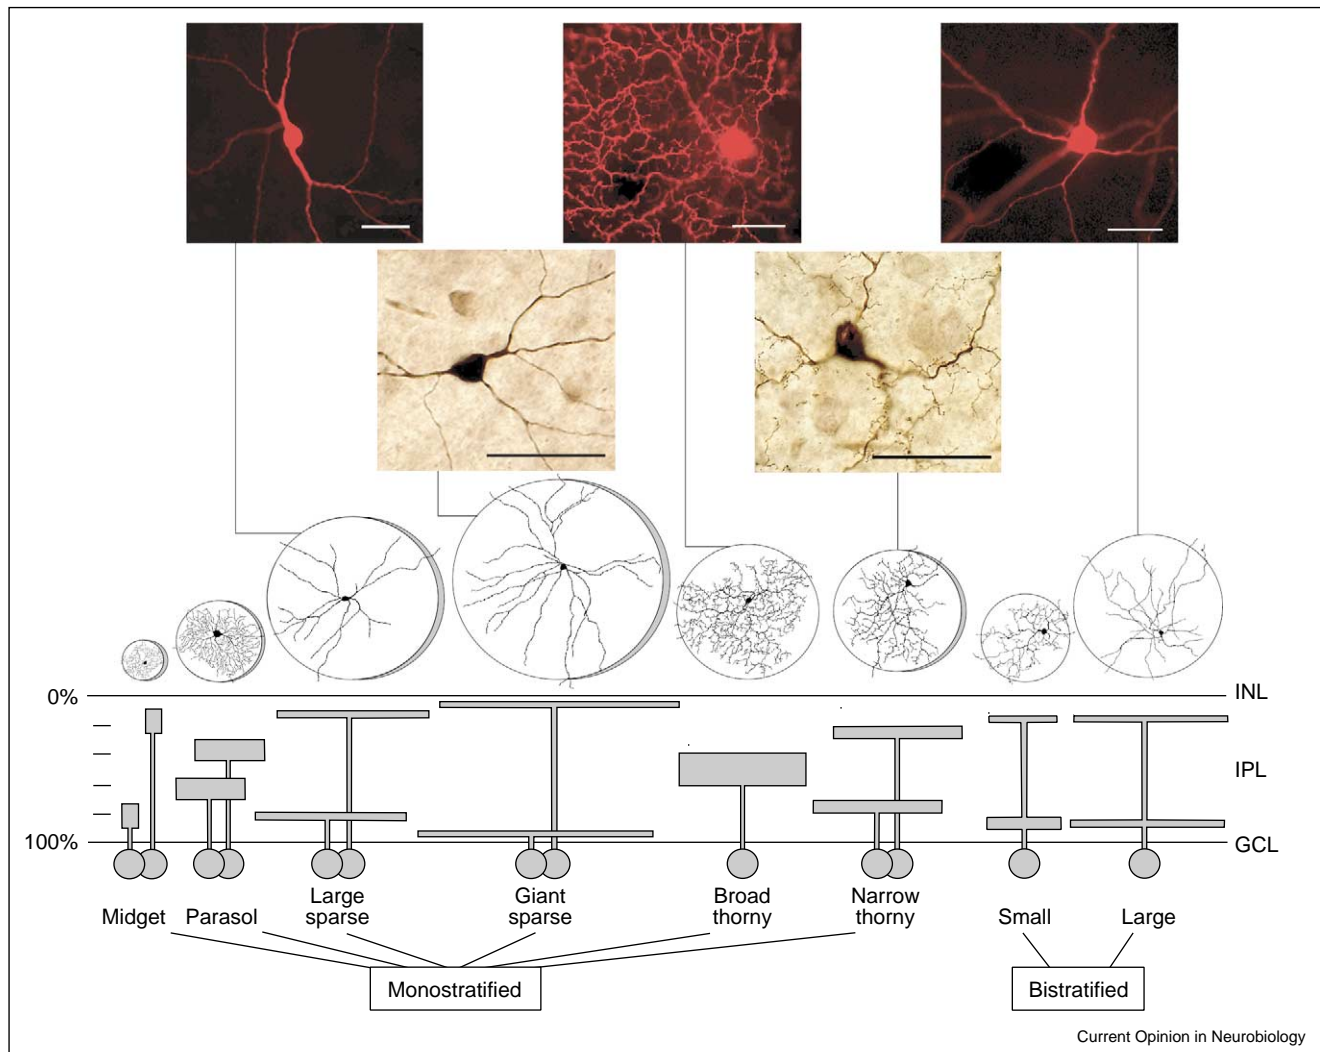 0%
INL
IPL
100%
GCL
Midget
Parasol
Large
sparse
Giant
sparse
Broad
thorny
Narrow
thorny
Small
Large
Monostratified
Bistratified
Current Opinion in Neurobiology